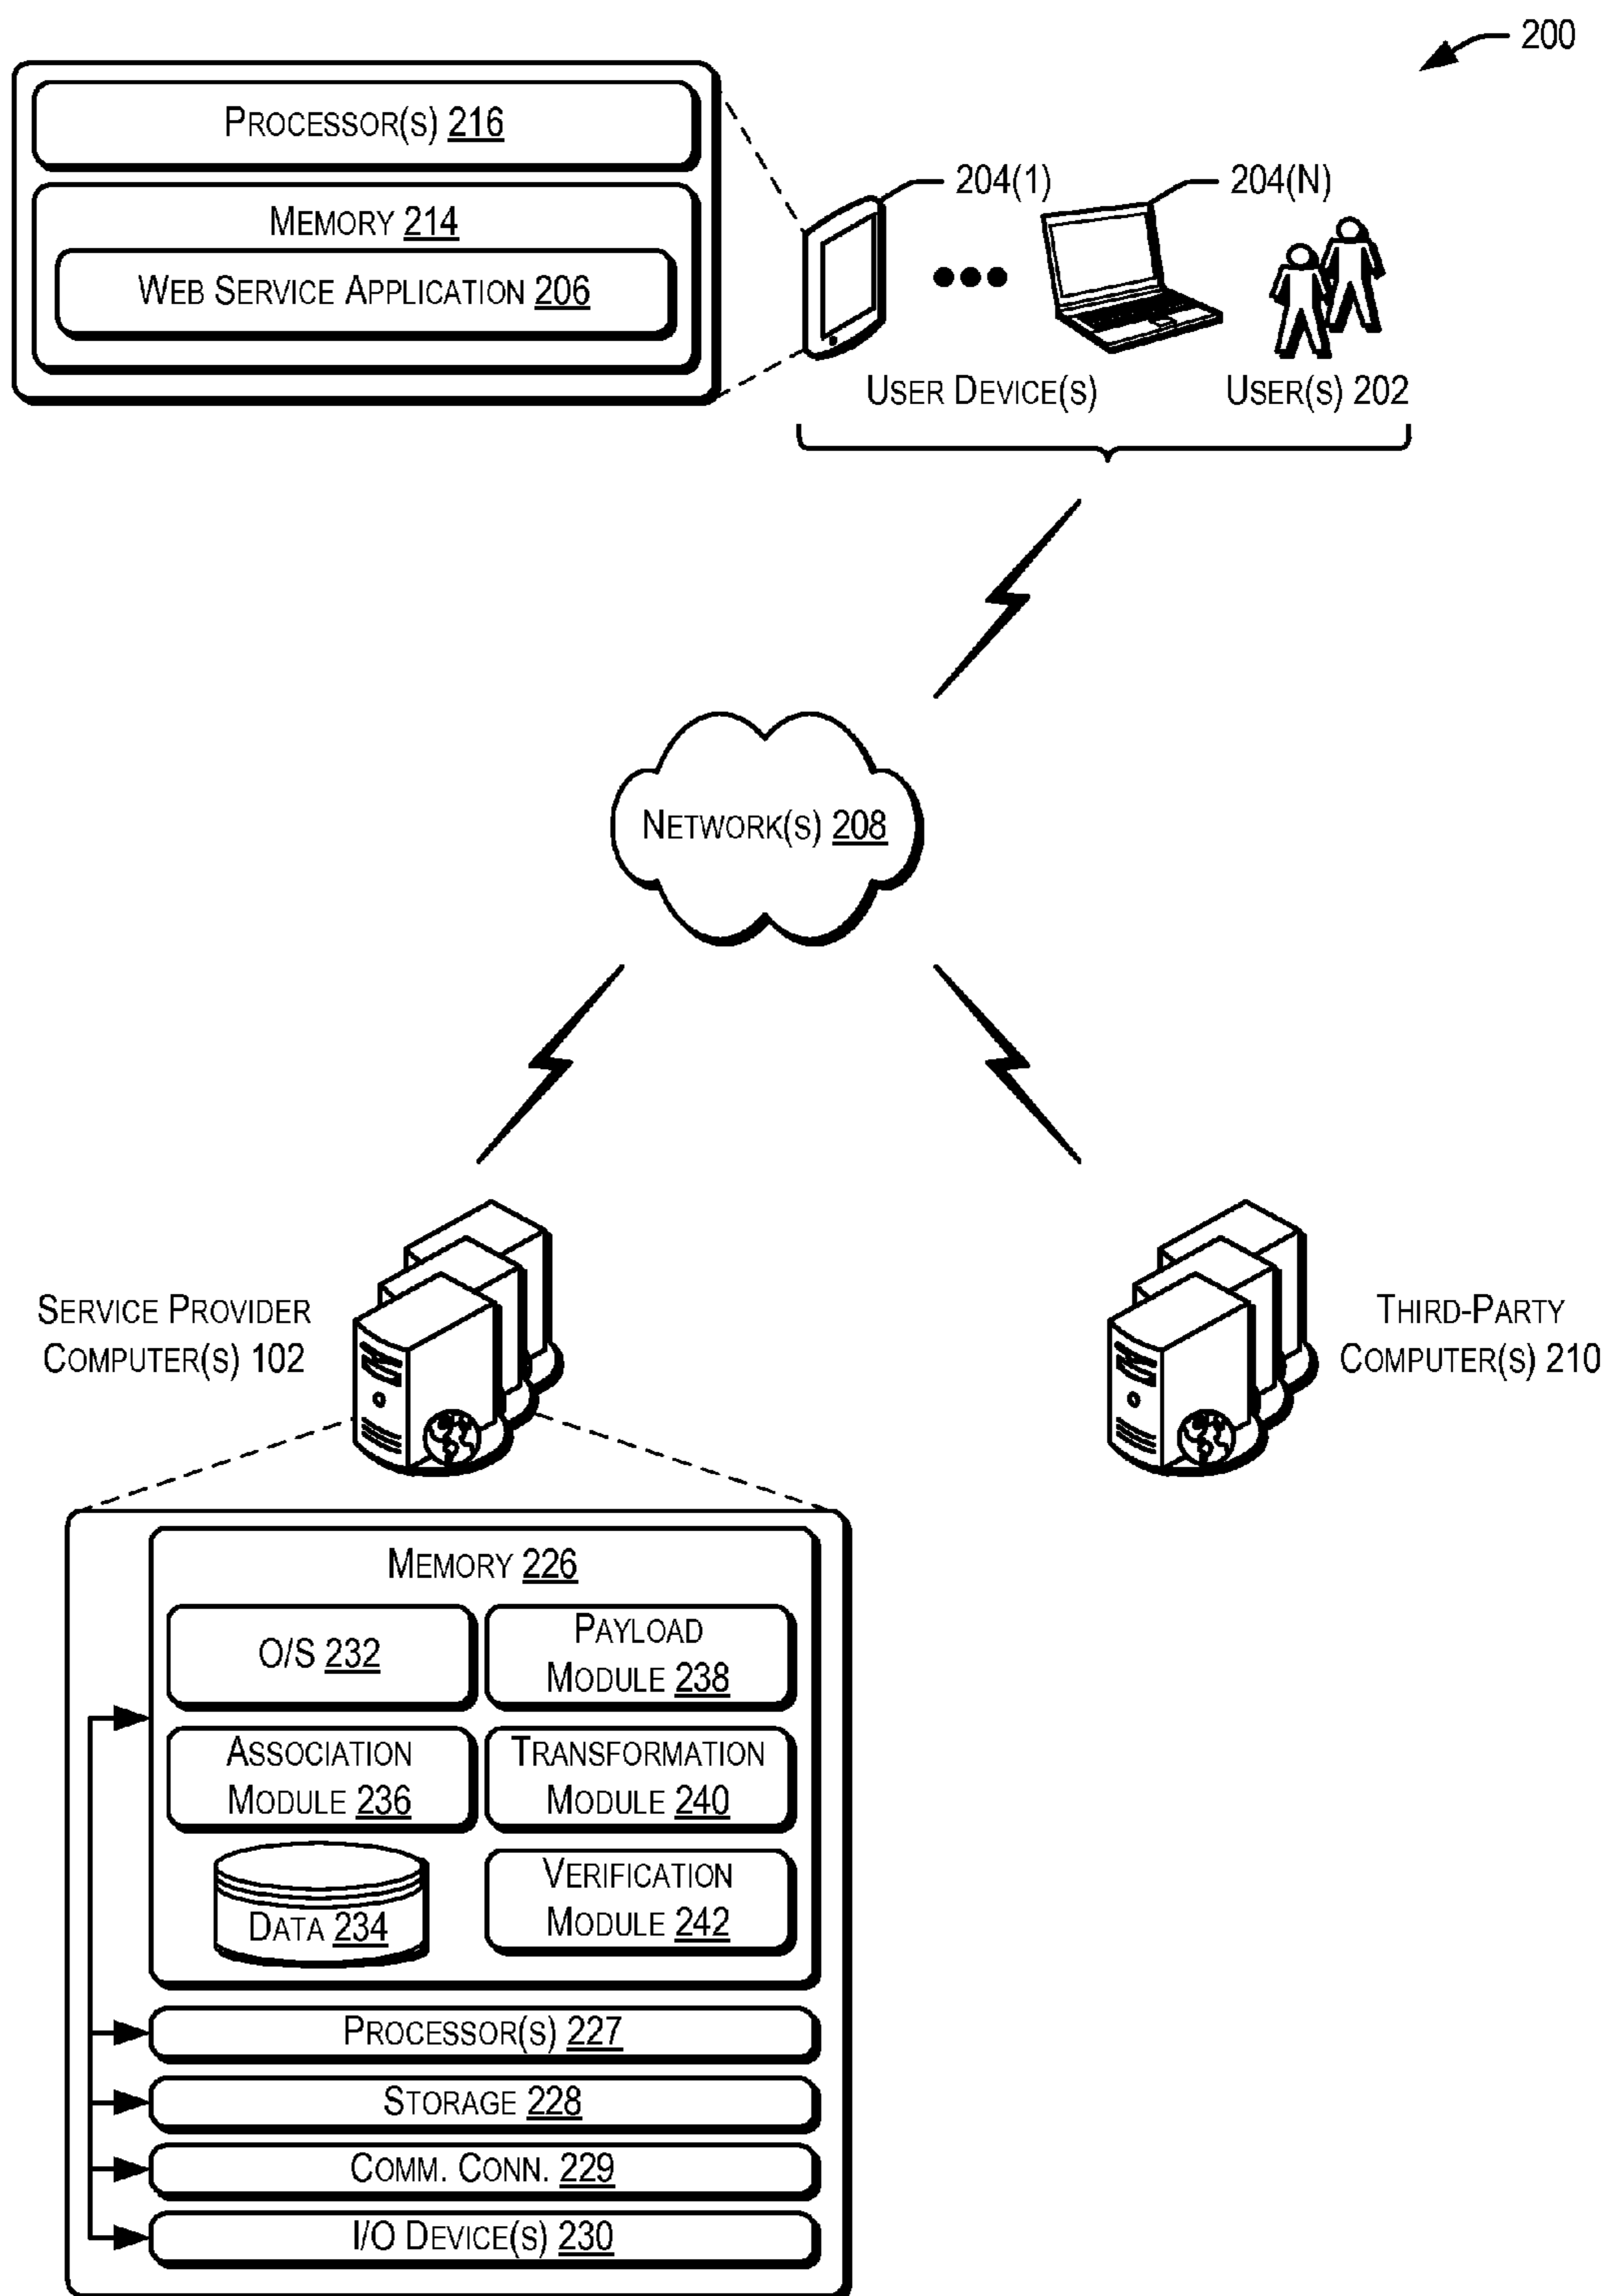 200
PROCESSOR(S) 216
MEMORY 214
WEB SERVICE APPLICATION 206
204(1)
204(N)
USER DEVICE(S)
USER(S) 202
NETWORK(S) 208
SERVICE PROVIDER
COMPUTER(S) 102
THIRD-PARTY
COMPUTER(S) 210
MEMORY 226
O/S 232
PAYLOAD
MODULE 238
ASSOCIATION
MODULE 236
TRANSFORMATION
MODULE 240
DATA 234
VERIFICATION
MODULE 242
PROCESSOR(S) 227
STORAGE 228
COMM. CONN. 229
I/O DEVICE(S) 230